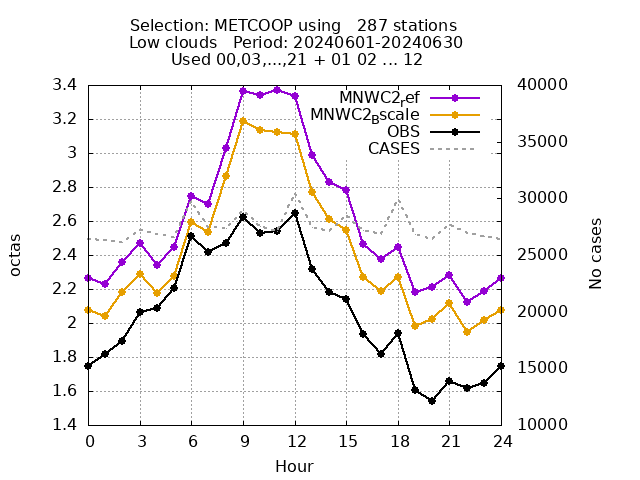 Selection: METCOOP using   287 stations
Low clouds   Period: 20240601-20240630
Used 00,03,...,21 + 01 02 ... 12
octas
3.4
3.2
3
2.8
2.6
2.4
2.2
2
1.8
1.6
1.4
MNWC2ref
MNWC2Bscale
OBS
CASES
40000
35000
30000
25000
20000
15000
10000
No cases
0 3 6 9 12 15 18 21 24
Hour